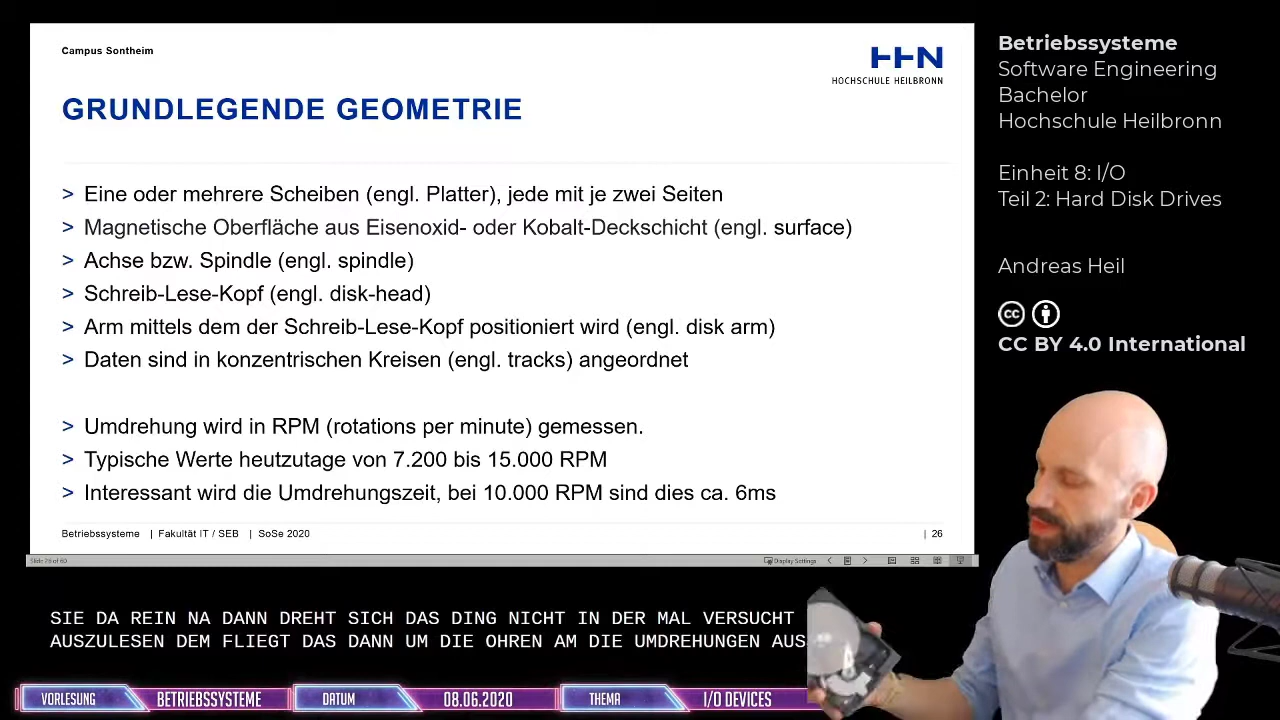 Campus Sontheim
HHN
HOCHSCHULE HEILBRONN
GRUNDLEGENDE GEOMETRIE
> Eine oder mehrere Scheiben (engl. Platter), jede mit je zwei Seiten
> Magnetische Oberfläche aus Eisenoxid- oder Kobalt-Deckschicht (engl. surface)
> Achse bzw. Spindle (engl. spindle)
> Schreib-Lese-Kopf (engl. disk-head)
> Arm mittels dem der Schreib-Lese-Kopf positioniert wird (engl. disk arm)
> Daten sind in konzentrischen Kreisen (engl. tracks) angeordnet
> Umdrehung wird in RPM (rotations per minute) gemessen.
> Typische Werte heutzutage von 7.200 bis 15.000 RPM
> Interessant wird die Umdrehungszeit, bei 10.000 RPM sind dies ca. 6ms
Betriebssysteme | Fakultät IT / SEB | SoSe 2020 | 26
Display Settings
Betriebssysteme
Software Engineering
Bachelor
Hochschule Heilbronn
Einheit 8: I/O
Teil 2: Hard Disk Drives
Andreas Heil
cc
CC BY 4.0 International
SIE DA REIN NA DANN DREHT SICH DAS DING NICHT IN DER MAL VERSUCHT
AUSZULESEN DEM FLIEGT DAS DANN UM DIE OHREN AM DIE UMDREHUNGEN AUS
VORLESUNG BETRIEBSSYSTEME DATUM 08.06.2020 THEMA I/O DEVICES